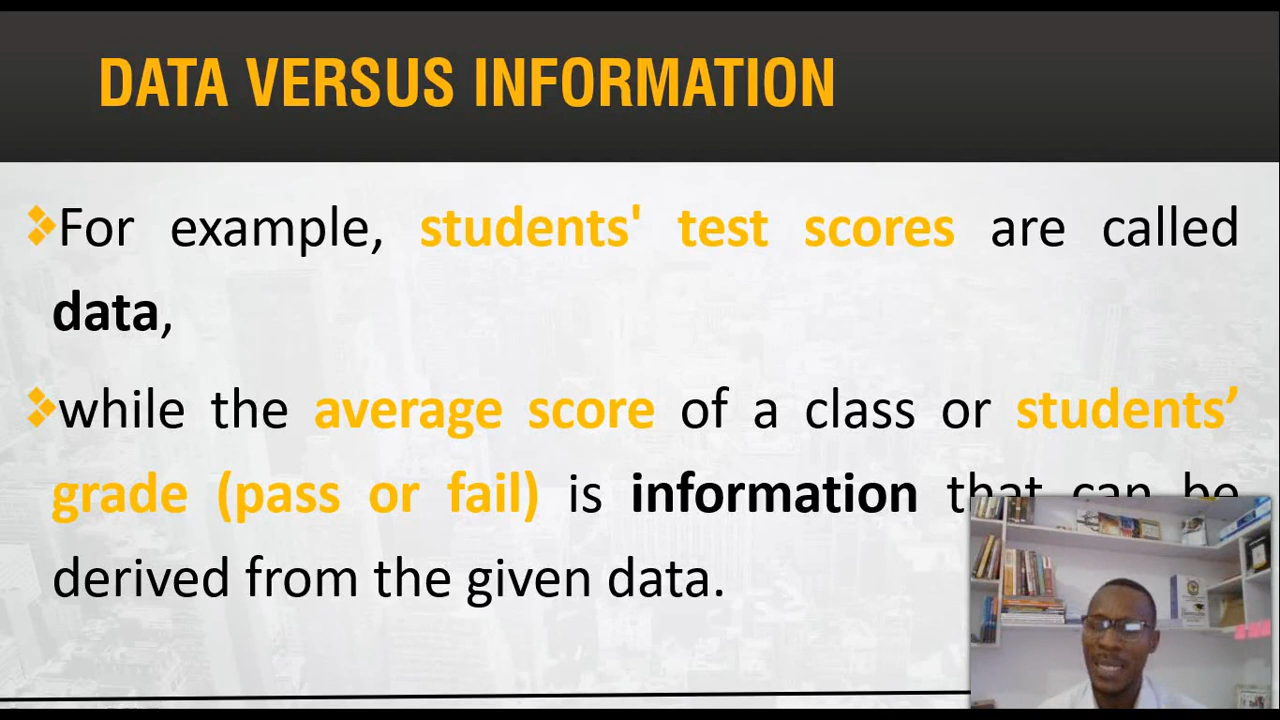 DATA VERSUS INFORMATION
❖For example, students' test scores are called
data,
❖while the average score of a class or students’
grade (pass or fail) is information that can be
derived from the given data.